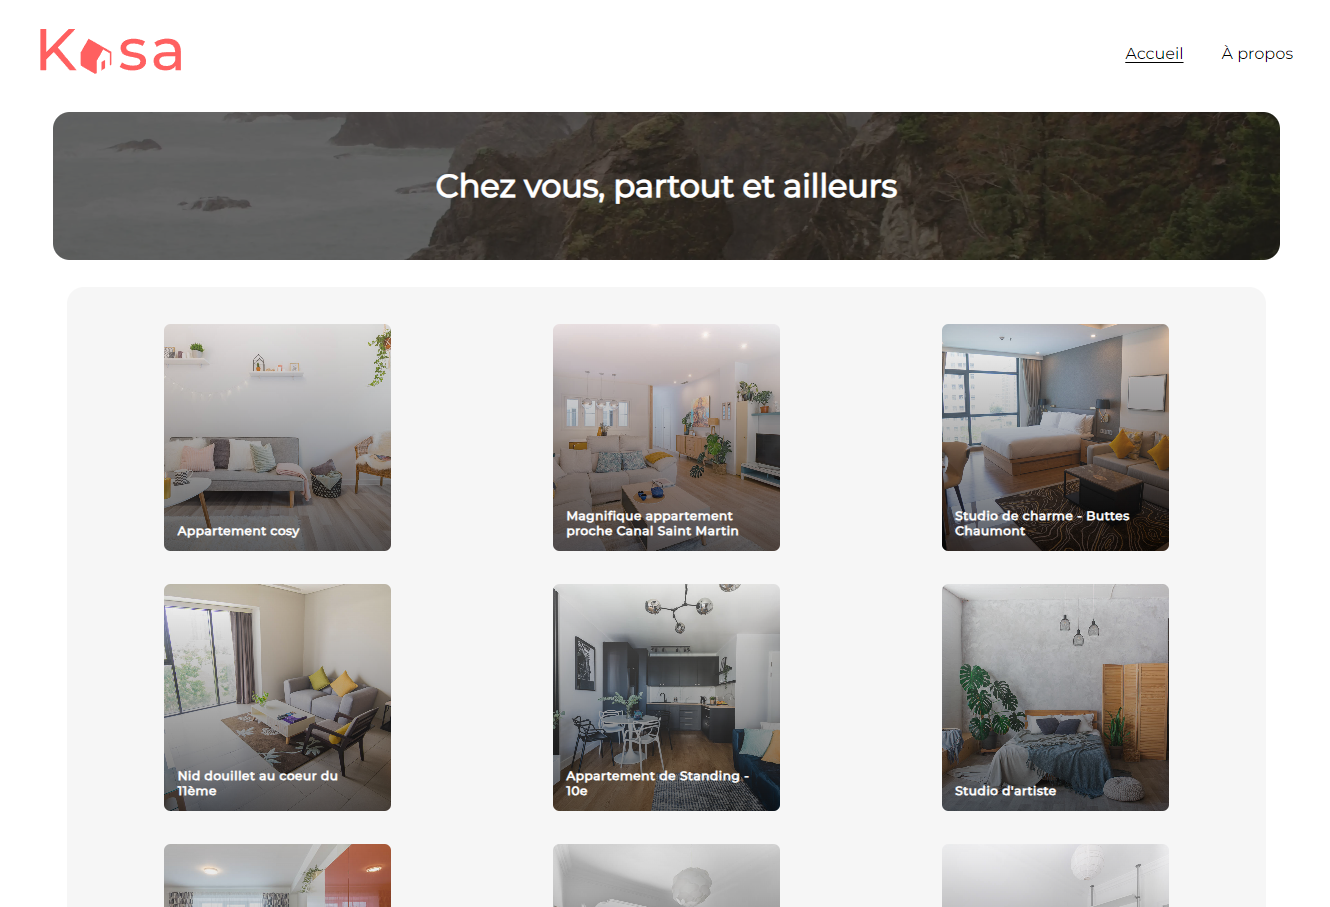 Kasa
Accueil
À propos
Chez vous, partout et ailleurs
Appartement cosy
Magnifique appartement
proche Canal Saint Martin
Studio de charme - Buttes
Chaumont
Nid douillet au coeur du
11ème
Appartement de Standing -
10e
Studio d'artiste